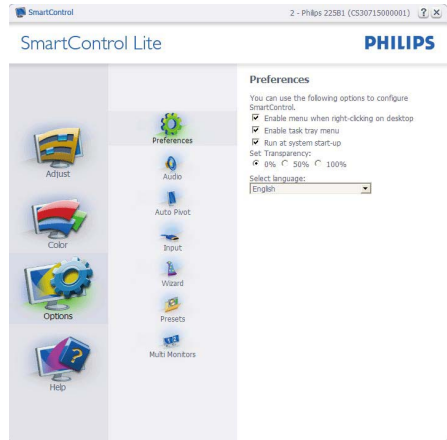 SmartControl
2 - Philips 225B1 (CS30715000001)
? X
SmartControl Lite
PHILIPS
Adjust
Color
Options
Help
Preferences
Audio
Auto Pivot
Input
Wizard
Presets
Multi Monitors
Preferences
You can use the following options to configure
SmartControl.
Enable menu when right-clicking on desktop
Enable task tray menu
Run at system start-up
Set Transparency:
0% 50% 100%
Select language:
English